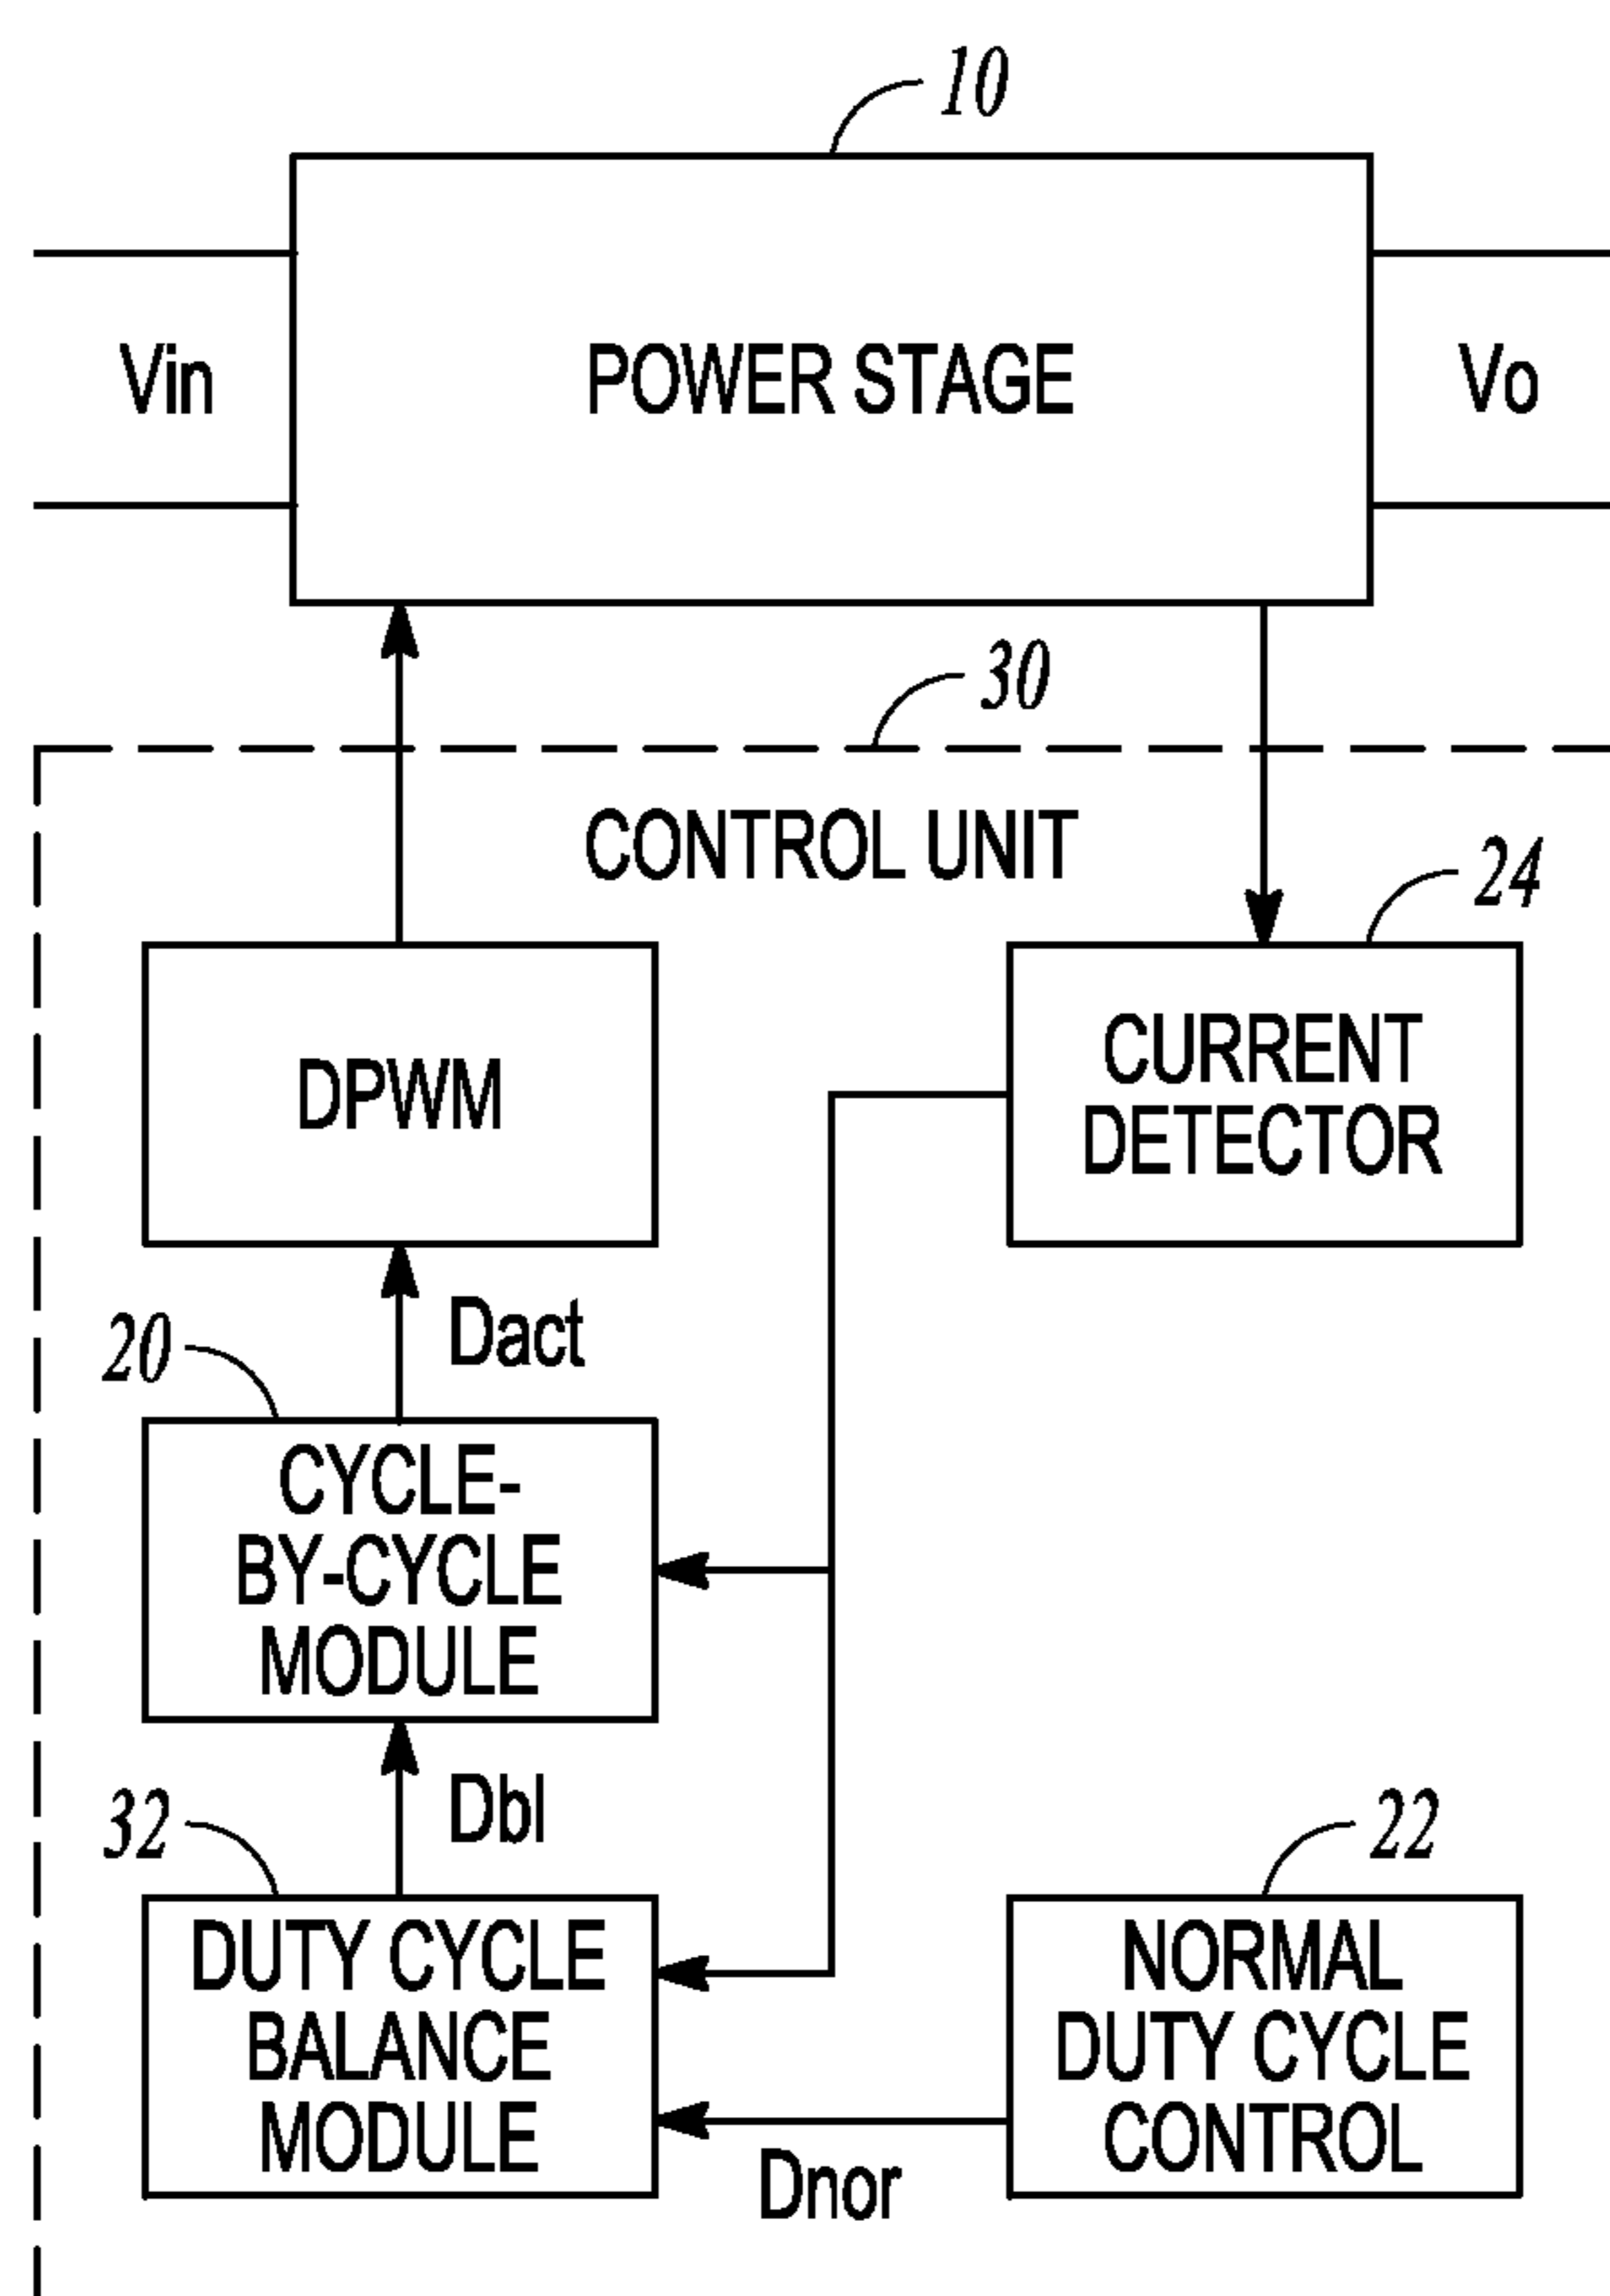 10
Vin
POWER STAGE
Vo
30
CONTROL UNIT
24
DPWM
CURRENT
DETECTOR
20
Dact
CYCLE-
BY-CYCLE
MODULE
32
Dbl
22
DUTY CYCLE
BALANCE
MODULE
NORMAL
DUTY CYCLE
CONTROL
Dnor